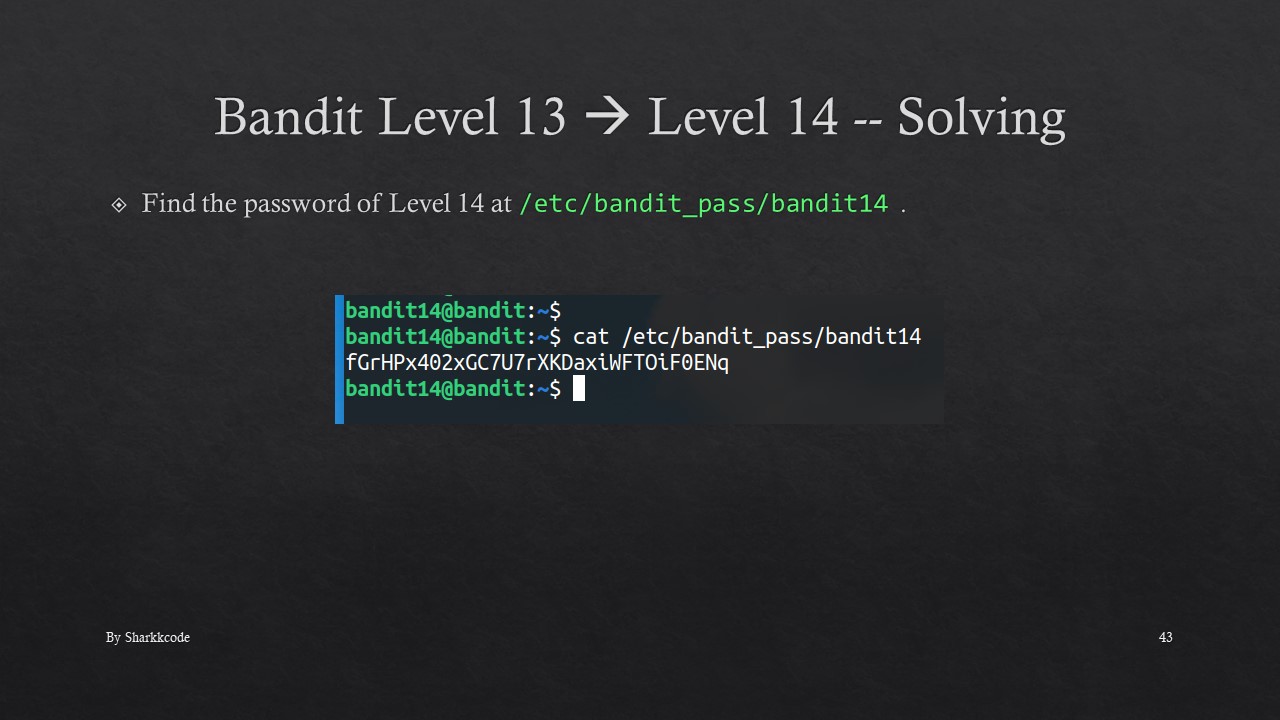 Bandit Level 13 → Level 14 -- Solving
Find the password of Level 14 at /etc/bandit_pass/bandit14 .
bandit14@bandit:~$
bandit14@bandit:~$ cat /etc/bandit_pass/bandit14
fGrHPx402xGC7U7rXKDaxiWFTOiF0ENq
bandit14@bandit:~$
By Sharkkcode
43